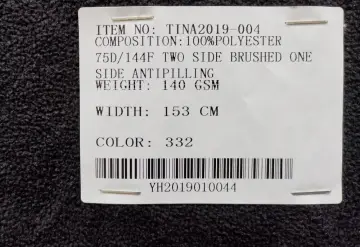 ITEM NO: TINA2019-004
COMPOSITION:100%POLYESTER
75D/144F TWO SIDE BRUSHED ONE
SIDE ANTIPILLING
WEIGHT: 140 GSM
WIDTH: 153 CM
COLOR: 332
YH2019010044